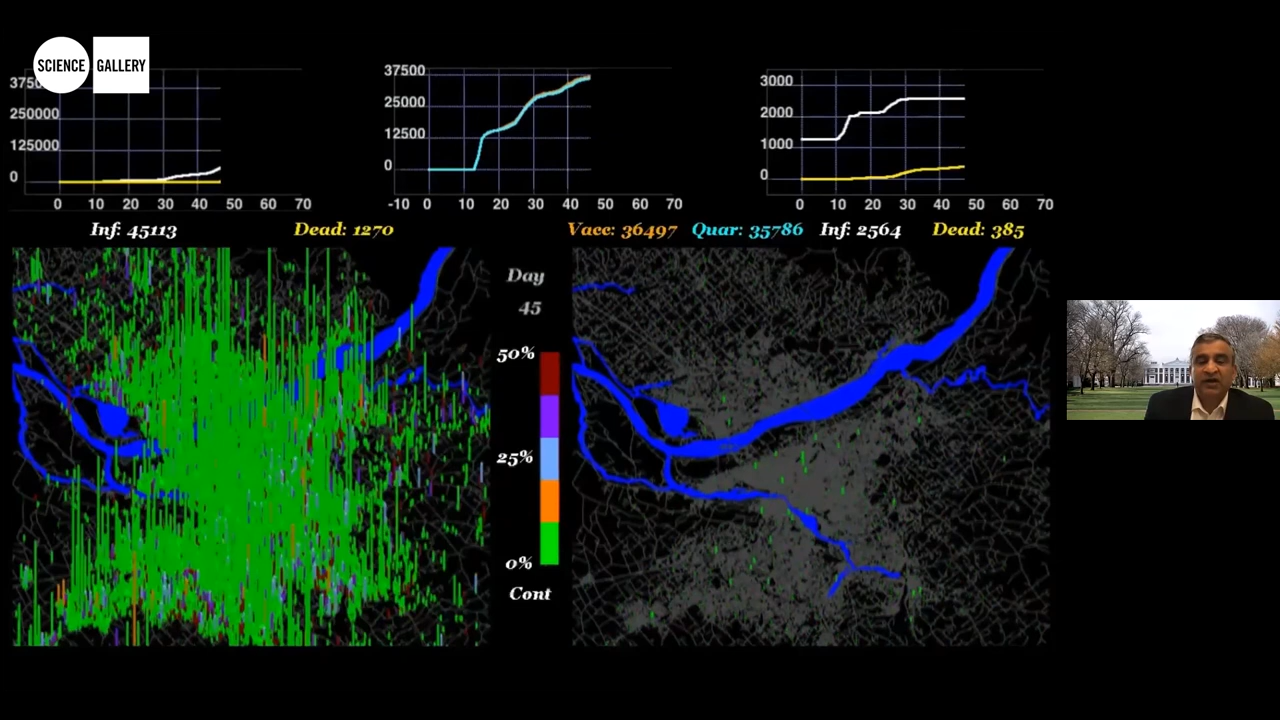 SCIENCE GALLERY
37500
250000
125000
0
0 10 20 30 40 50 60 70
37500
25000
12500
0
-10 0 10 20 30 40 50 60 70
3000
2000
1000
0
0 10 20 30 40 50 60 70
Inf: 45113 Dead: 1270
Vacc: 36497 Quar: 35786 Inf: 2564 Dead: 385
Day
45
50%
25%
0%
Cont